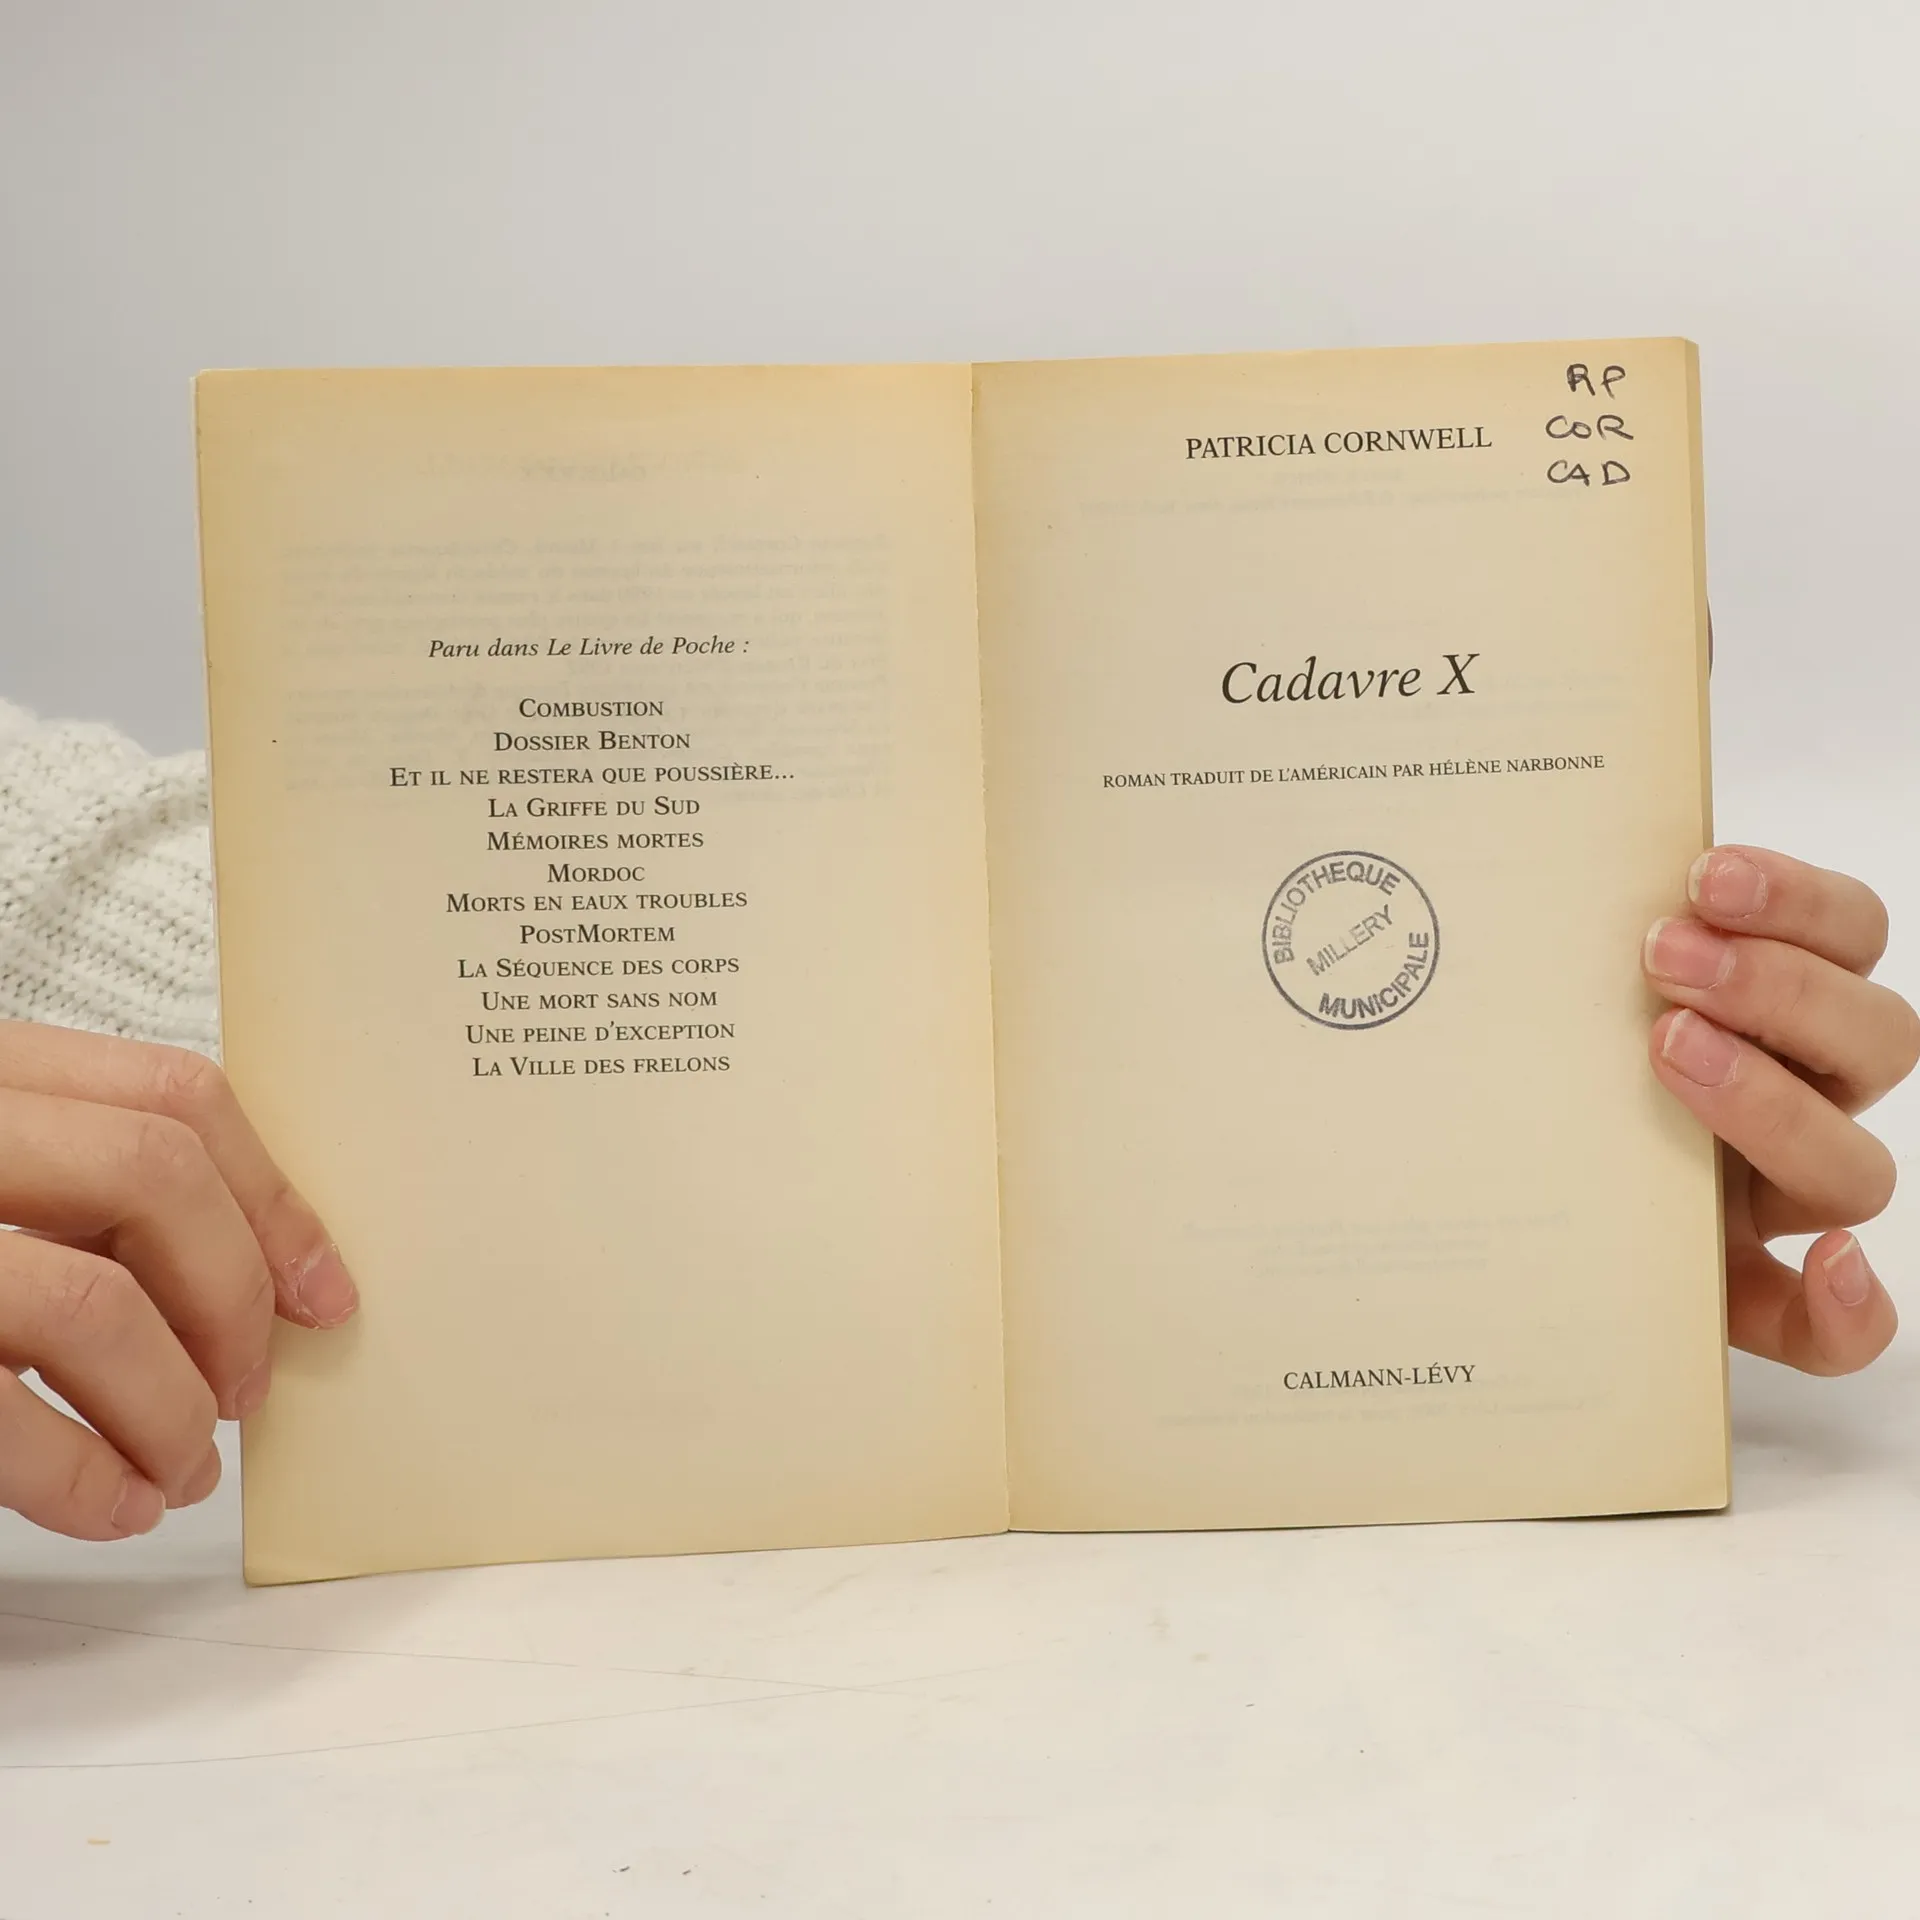 Paru dans Le Livre de Poche :
COMBUSTION
DOSSIER BENTON
ET IL NE RESTERA QUE POUSSIÈRE...
LA GRIFFE DU SUD
MÉMOIRES MORTES
MORDOC
MORTS EN EAUX TROUBLES
POSTMORTEM
LA SÉQUENCE DES CORPS
UNE MORT SANS NOM
UNE PEINE D'EXCEPTION
LA VILLE DES FRELONS
RP
COR
CAD
PATRICIA CORNWELL
Cadavre X
ROMAN TRADUIT DE L'AMÉRICAIN PAR HÉLÈNE NARBONNE
BIBLIOTHEQUE
MILLERY
MUNICIPALE
CALMANN-LÉVY